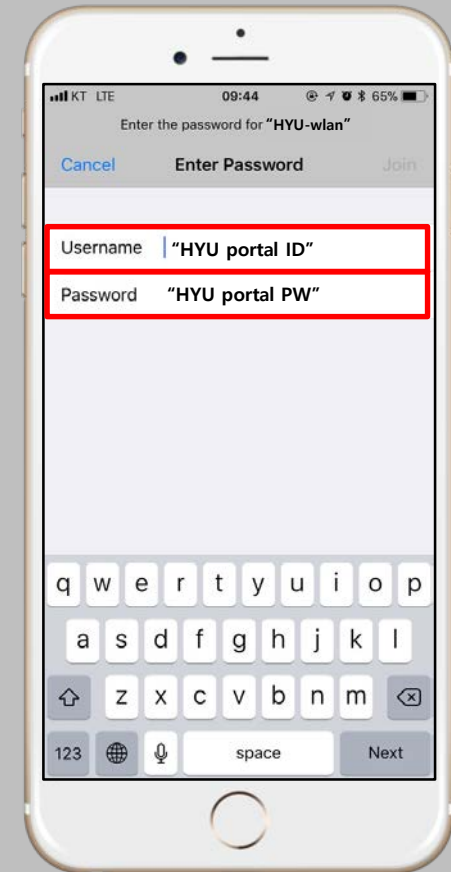 KT LTE 09:44 65%
Enter the password for “HYU-wlan”
Cancel Enter Password Join
Username “HYU portal ID”
Password “HYU portal PW”
q w e r t y u i o p
a s d f g h j k l
z x c v b n m
123 space Next